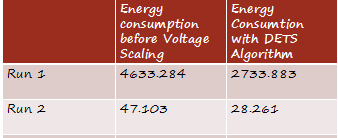 Energy
consumption
before Voltage
Scaling
Energy
Consumtion
with DETS
Algorithm
Run 1
4633.284
2733.883
Run 2
47.103
28.261